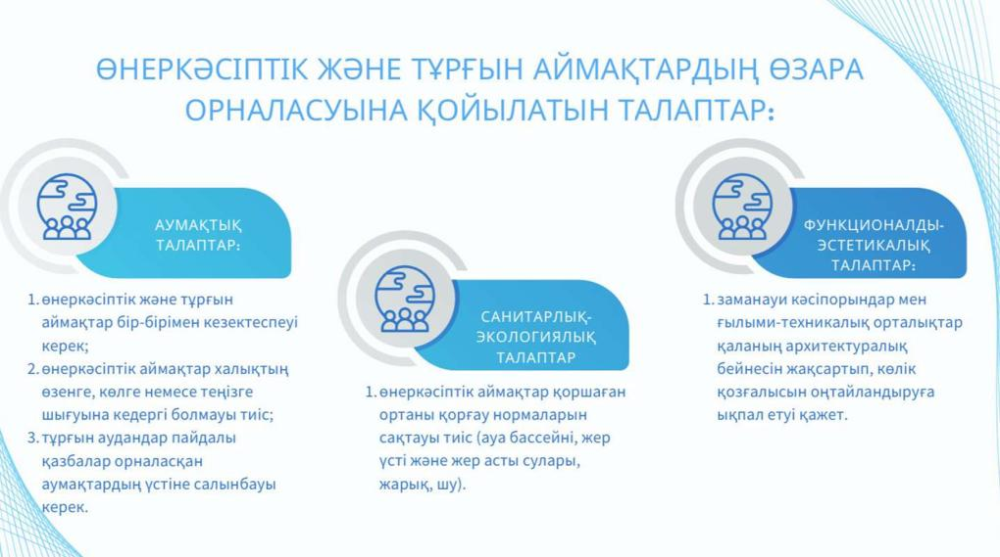 ӨНЕРКӘСІПТІК ЖӘНЕ ТҰРҒЫН АЙМАҚТАРДЫҢ ӨЗАРА
ОРНАЛАСУЫНА ҚОЙЫЛАТЫН ТАЛАПТАР:
АУМАҚТЫҚ
ТАЛАПТАР:
1. өнеркәсіптік және тұрғын
аймақтар бір-бірімен кезектеспеуі
керек;
2. өнеркәсіптік аймақтар халықтың
өзенге, көлге немесе теңізге
шығуына кедергі болмауы тиіс;
3. тұрғын аудандар пайдалы
қазбалар орналасқан
аумақтардың үстіне салынбауы
керек.
САНИТАРЛЫҚ-
ЭКОЛОГИЯЛЫҚ
ТАЛАПТАР
1. өнеркәсіптік аймақтар қоршаған
ортаны қорғау нормаларын
сақтауы тиіс (ауа бассейні, жер
үсті және жер асты сулары,
жарық, шу).
ФУНКЦИОНАЛДЫ-
ЭСТЕТИКАЛЫҚ
ТАЛАПТАР:
1. заманауи кәсіпорындар мен
ғылыми-техникалық орталықтар
қаланың архитектуралық
бейнесін жақсартып, көлік
қозғалысын оңтайландыруға
ықпал етуі қажет.